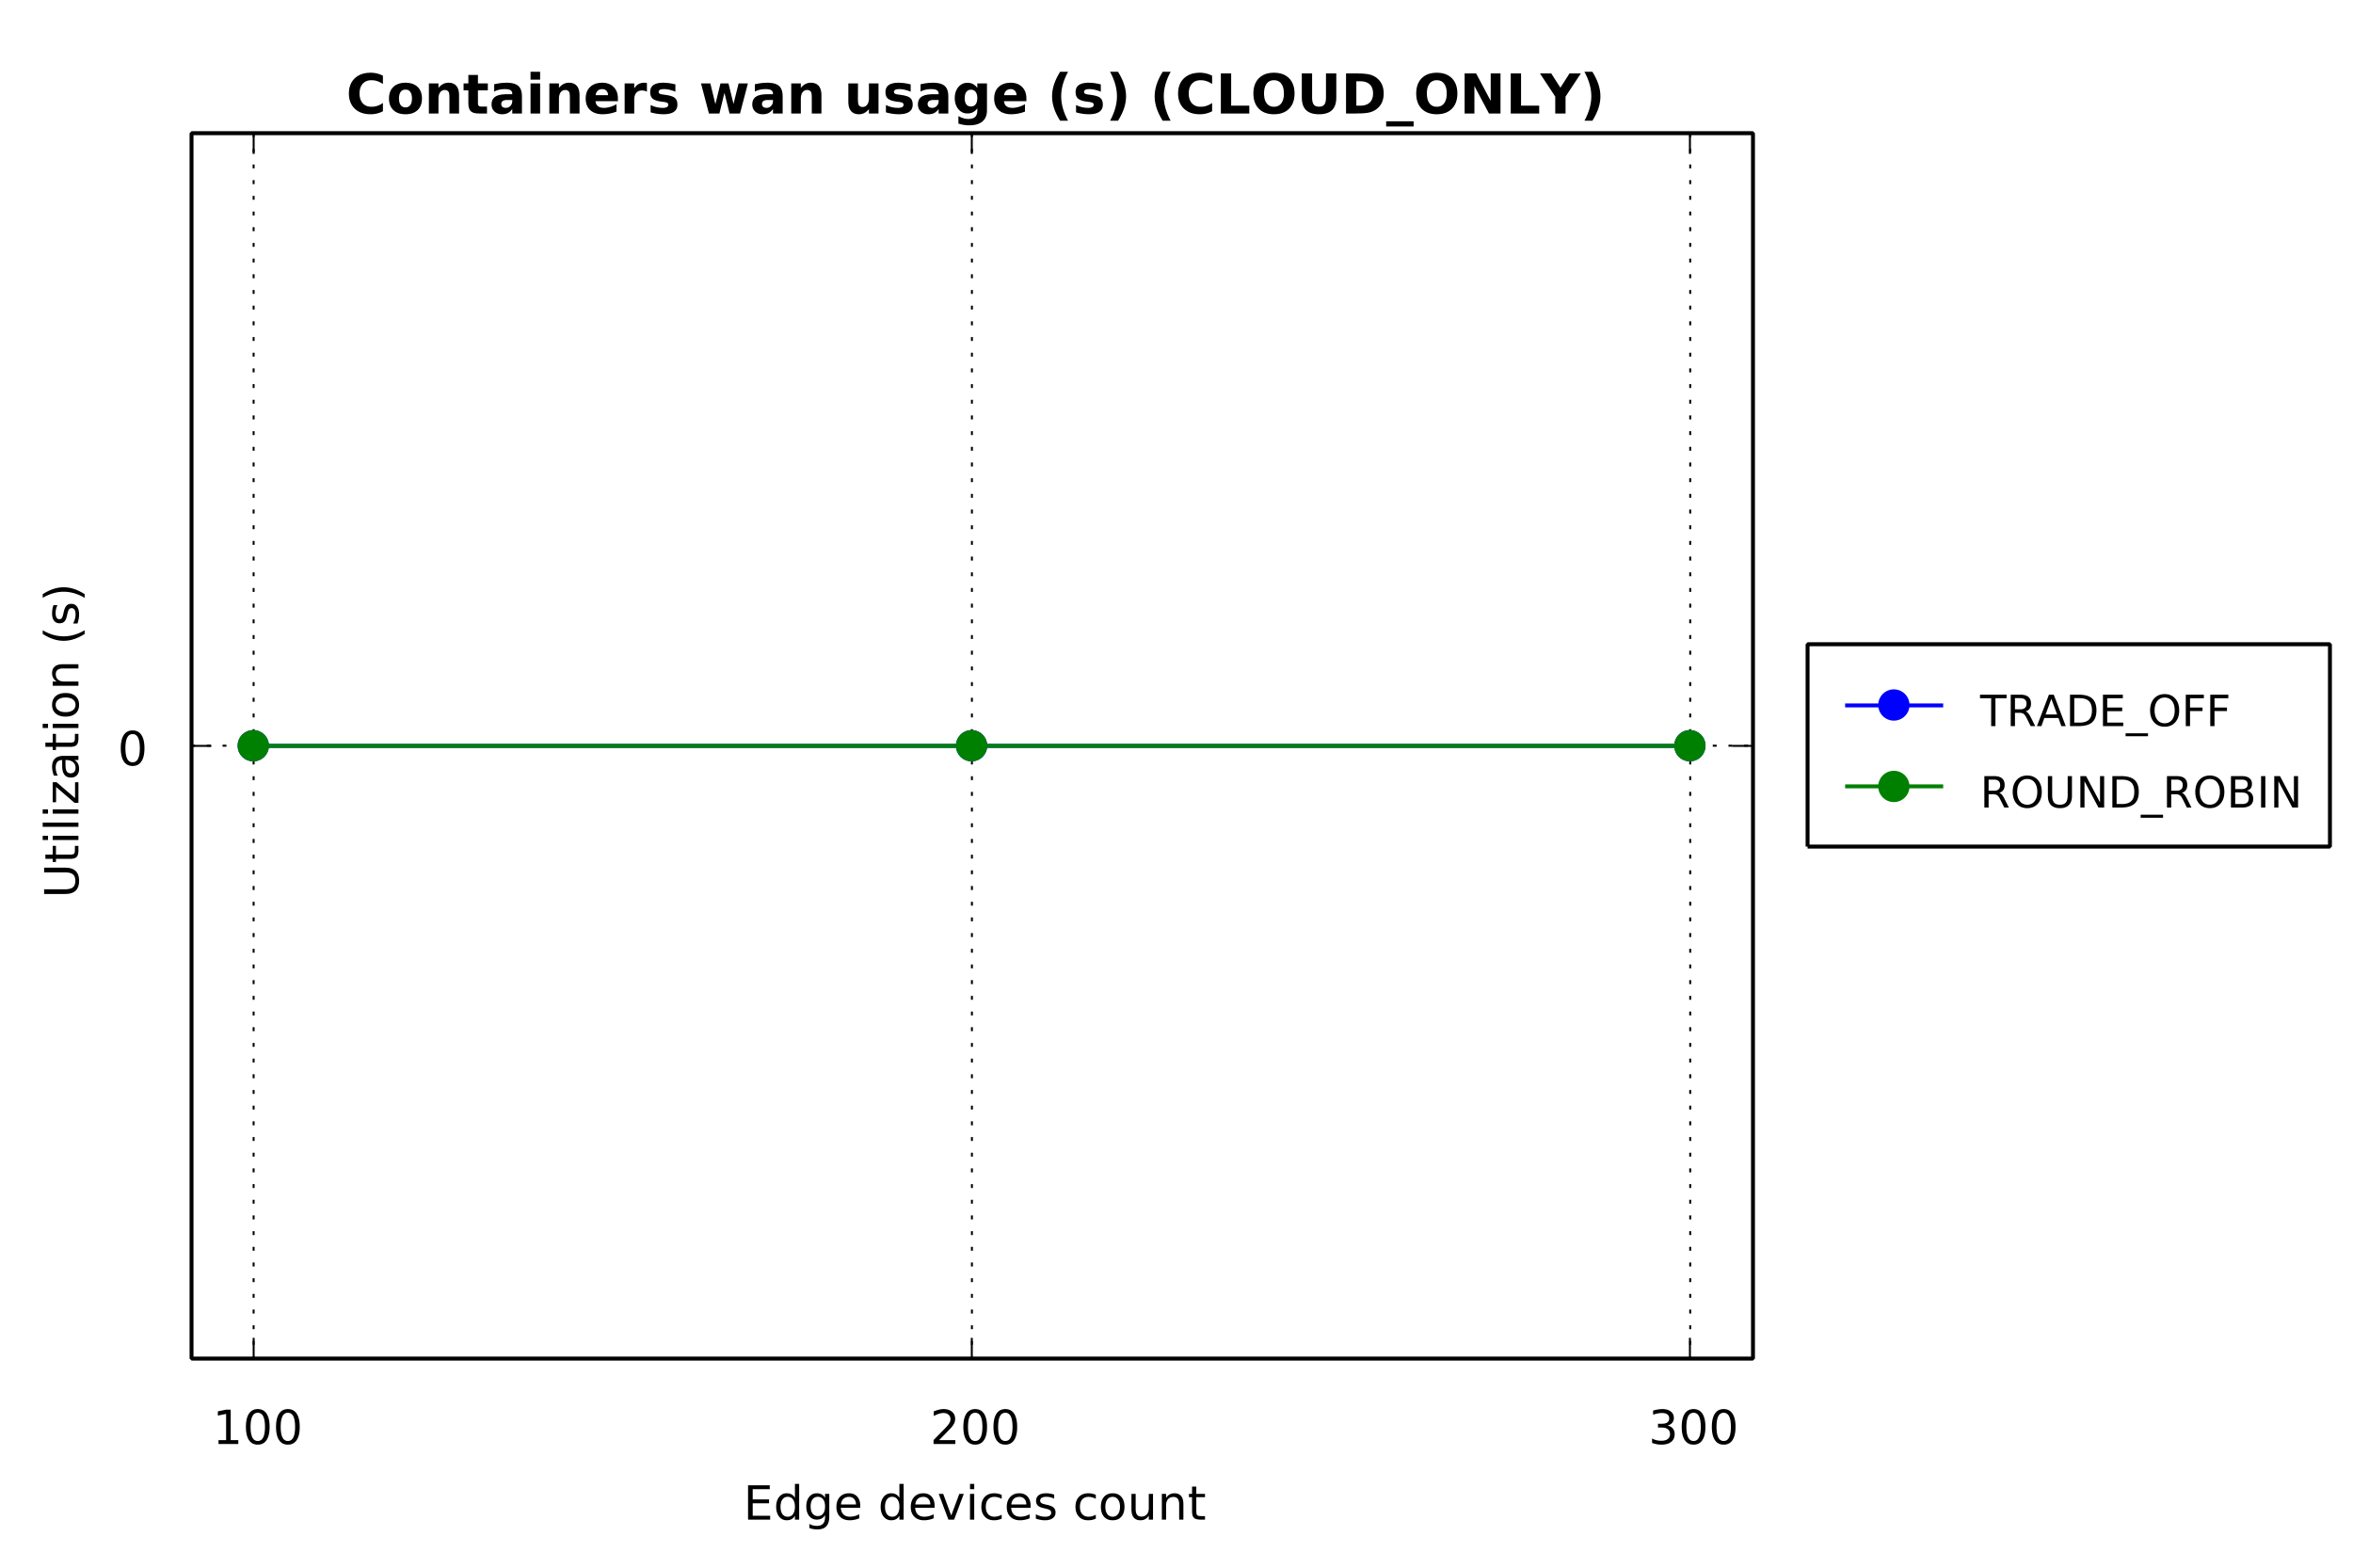 Containers wan usage (s) (CLOUD_ONLY)
Utilization (s)
0
TRADE_OFF
ROUND_ROBIN
100
200
300
Edge devices count